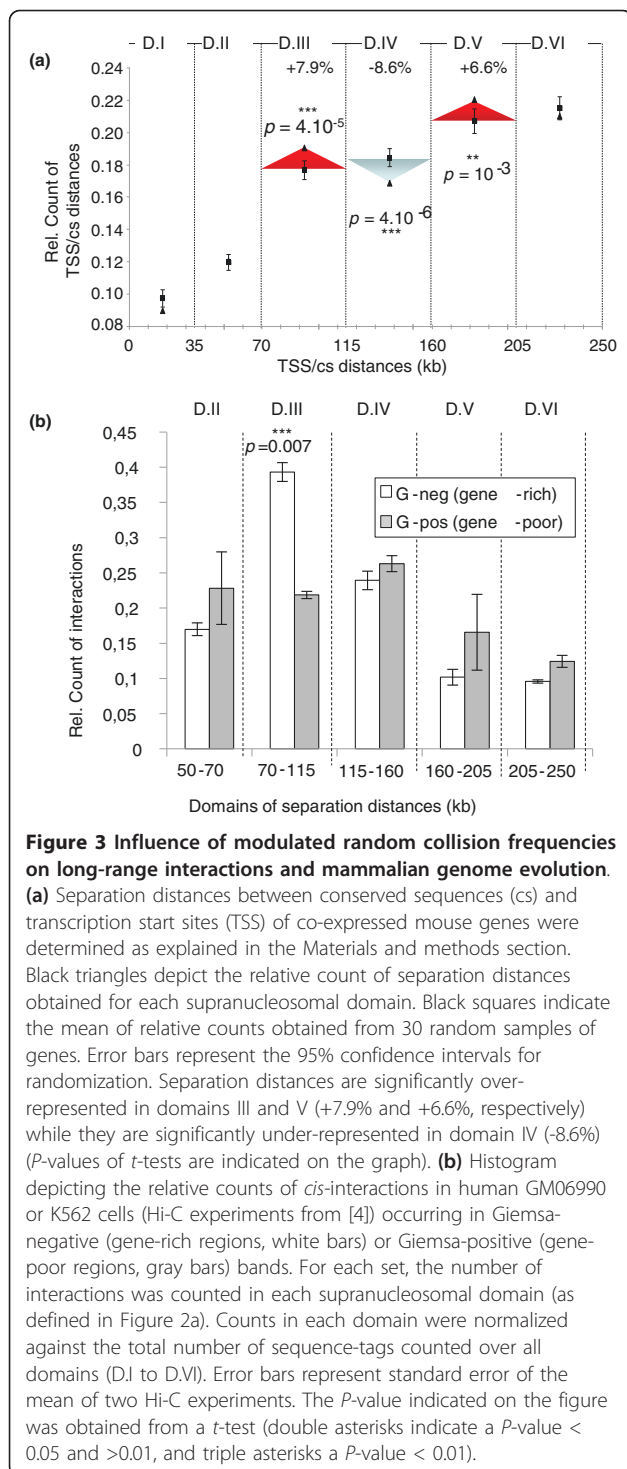 D.I D.II D.III D.IV D.V D.VI
(a)
+7.9% -8.6% +6.6%
0.24
0.22
0.20
0.18
0.16
0.14
0.12
0.10
0.08
Rel. Count of
TSS/cs distances
***
p = 4.10-5
p = 4.10-6
***
**
p = 10-3
0 35 70 115 160 205 250
TSS/cs distances (kb)
D.II D.III D.IV D.V D.VI
(b)
***
p=0.007
0,45
0,4
0,35
0,3
0,25
0,2
0,15
0,1
0,05
0
Rel. Count of interactions
G-neg (gene -rich)
G-pos (gene -poor)
50-70 70-115 115-160 160-205 205-250
Domains of separation distances (kb)
Figure 3 Influence of modulated random collision frequencies
on long-range interactions and mammalian genome evolution.
(a) Separation distances between conserved sequences (cs) and
transcription start sites (TSS) of co-expressed mouse genes were
determined as explained in the Materials and methods section.
Black triangles depict the relative count of separation distances
obtained for each supranucleosomal domain. Black squares indicate
the mean of relative counts obtained from 30 random samples of
genes. Error bars represent the 95% confidence intervals for
randomization. Separation distances are significantly over-
represented in domains III and V (+7.9% and +6.6%, respectively)
while they are significantly under-represented in domain IV (-8.6%)
(P-values of t-tests are indicated on the graph). (b) Histogram
depicting the relative counts of cis-interactions in human GM06990
or K562 cells (Hi-C experiments from [4]) occurring in Giemsa-
negative (gene-rich regions, white bars) or Giemsa-positive (gene-
poor regions, gray bars) bands. For each set, the number of
interactions was counted in each supranucleosomal domain (as
defined in Figure 2a). Counts in each domain were normalized
against the total number of sequence-tags counted over all
domains (D.I to D.VI). Error bars represent standard error of the
mean of two Hi-C experiments. The P-value indicated on the figure
was obtained from a t-test (double asterisks indicate a P-value <
0.05 and >0.01, and triple asterisks a P-value < 0.01).